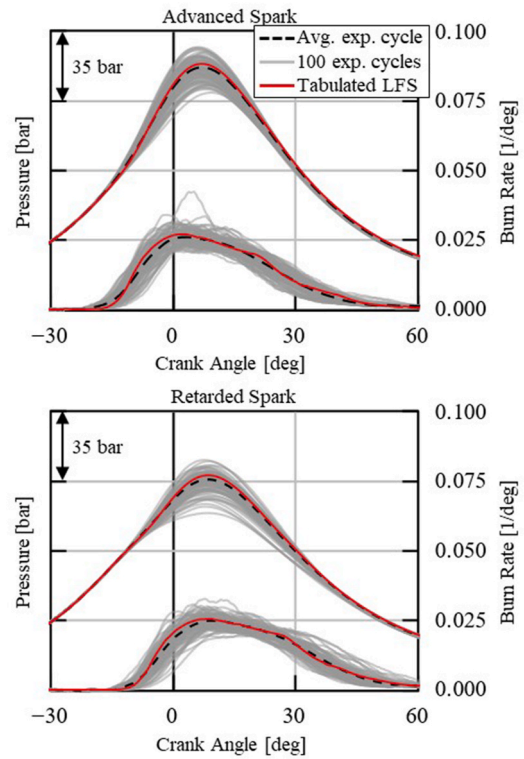 Advanced Spark
Avg. exp. cycle
100 exp. cycles
Tabulated LFS
35 bar
Pressure [bar]
0.100
0.075
0.050
0.025
0.000
Burn Rate [1/deg]
−30
0
30
60
Crank Angle [deg]
Retarded Spark
35 bar
Pressure [bar]
0.100
0.075
0.050
0.025
0.000
Burn Rate [1/deg]
−30
0
30
60
Crank Angle [deg]